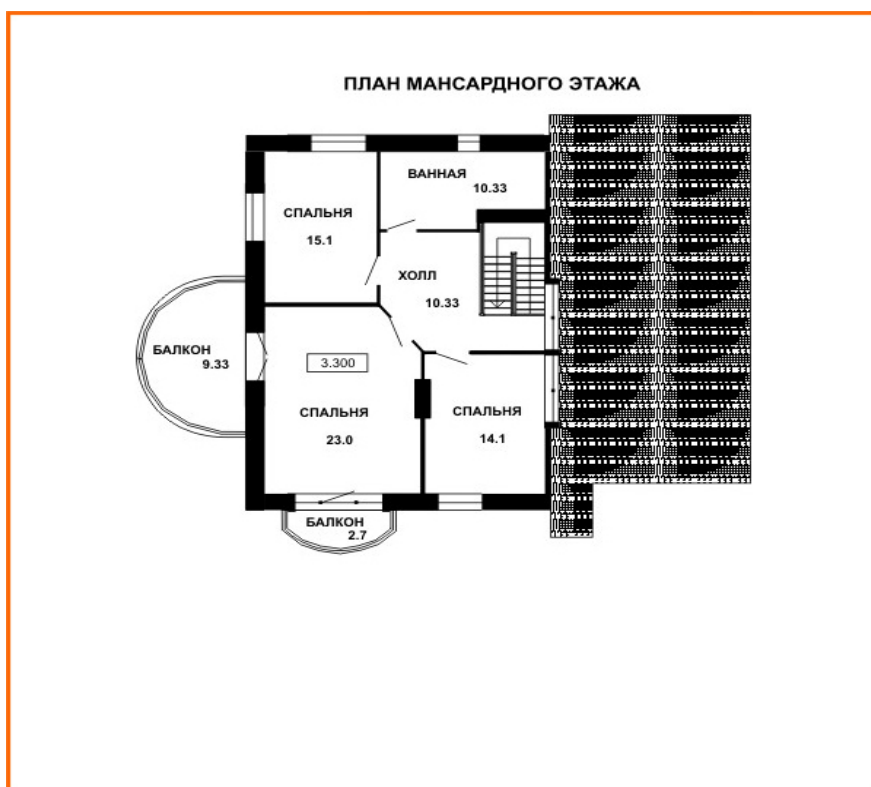 ПЛАН МАНСАРДНОГО ЭТАЖА
ВАННАЯ
10.33
СПАЛЬНЯ
15.1
ХОЛЛ
10.33
БАЛКОН
9.33
3.300
СПАЛЬНЯ
23.0
СПАЛЬНЯ
14.1
БАЛКОН
2.7